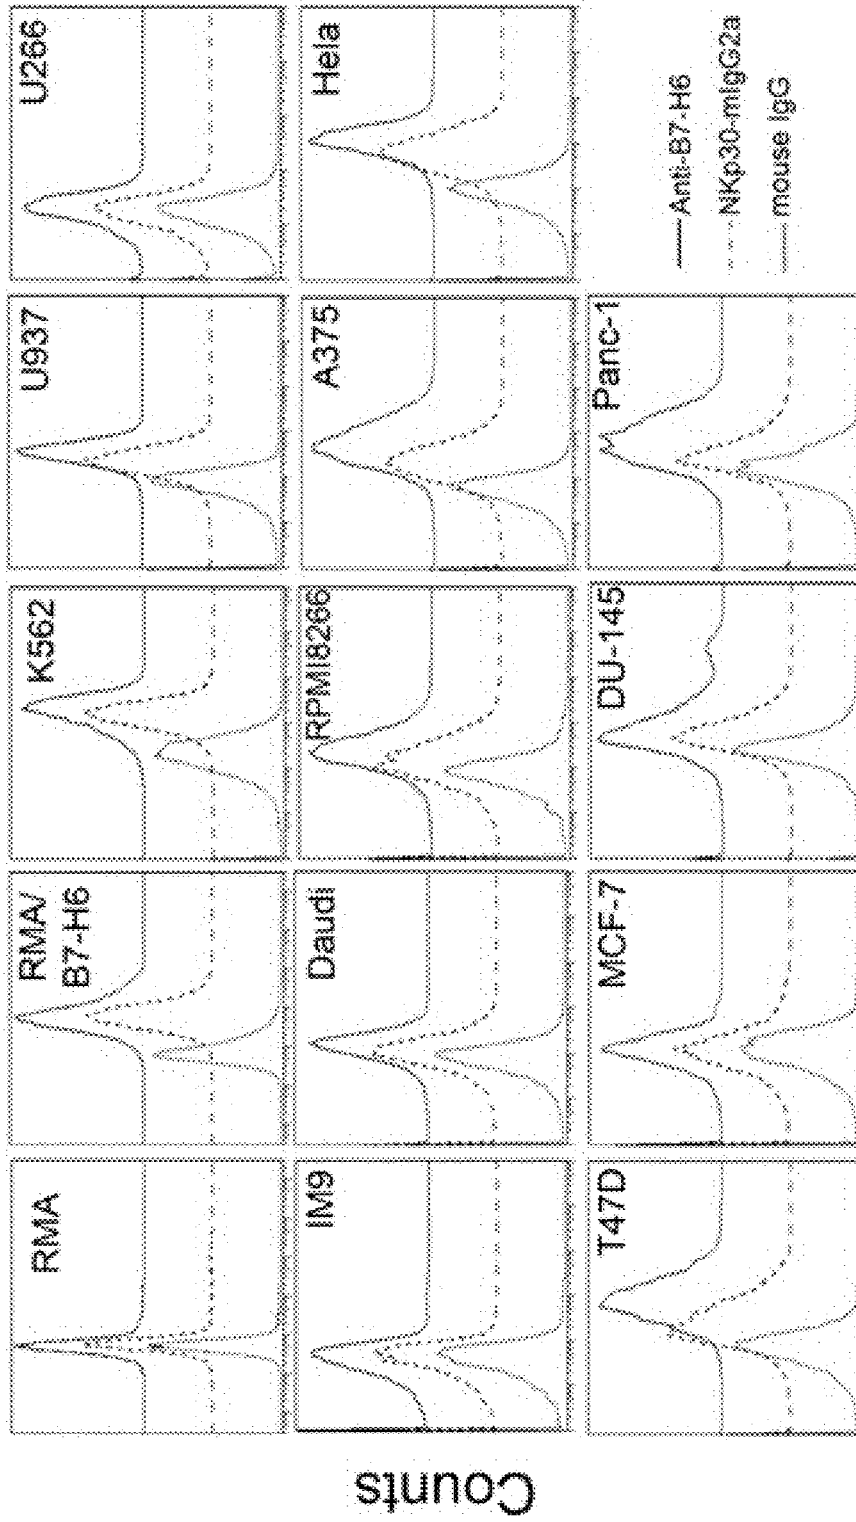 RMA
RMA/
B7-H6
K562
U937
U266
IM9
Daudi
RPMI8266
A375
Hela
T47D
MCF-7
DU-145
Panc-1
Anti-B7-H6
NKp30-mIgG2a
mouse IgG
Counts